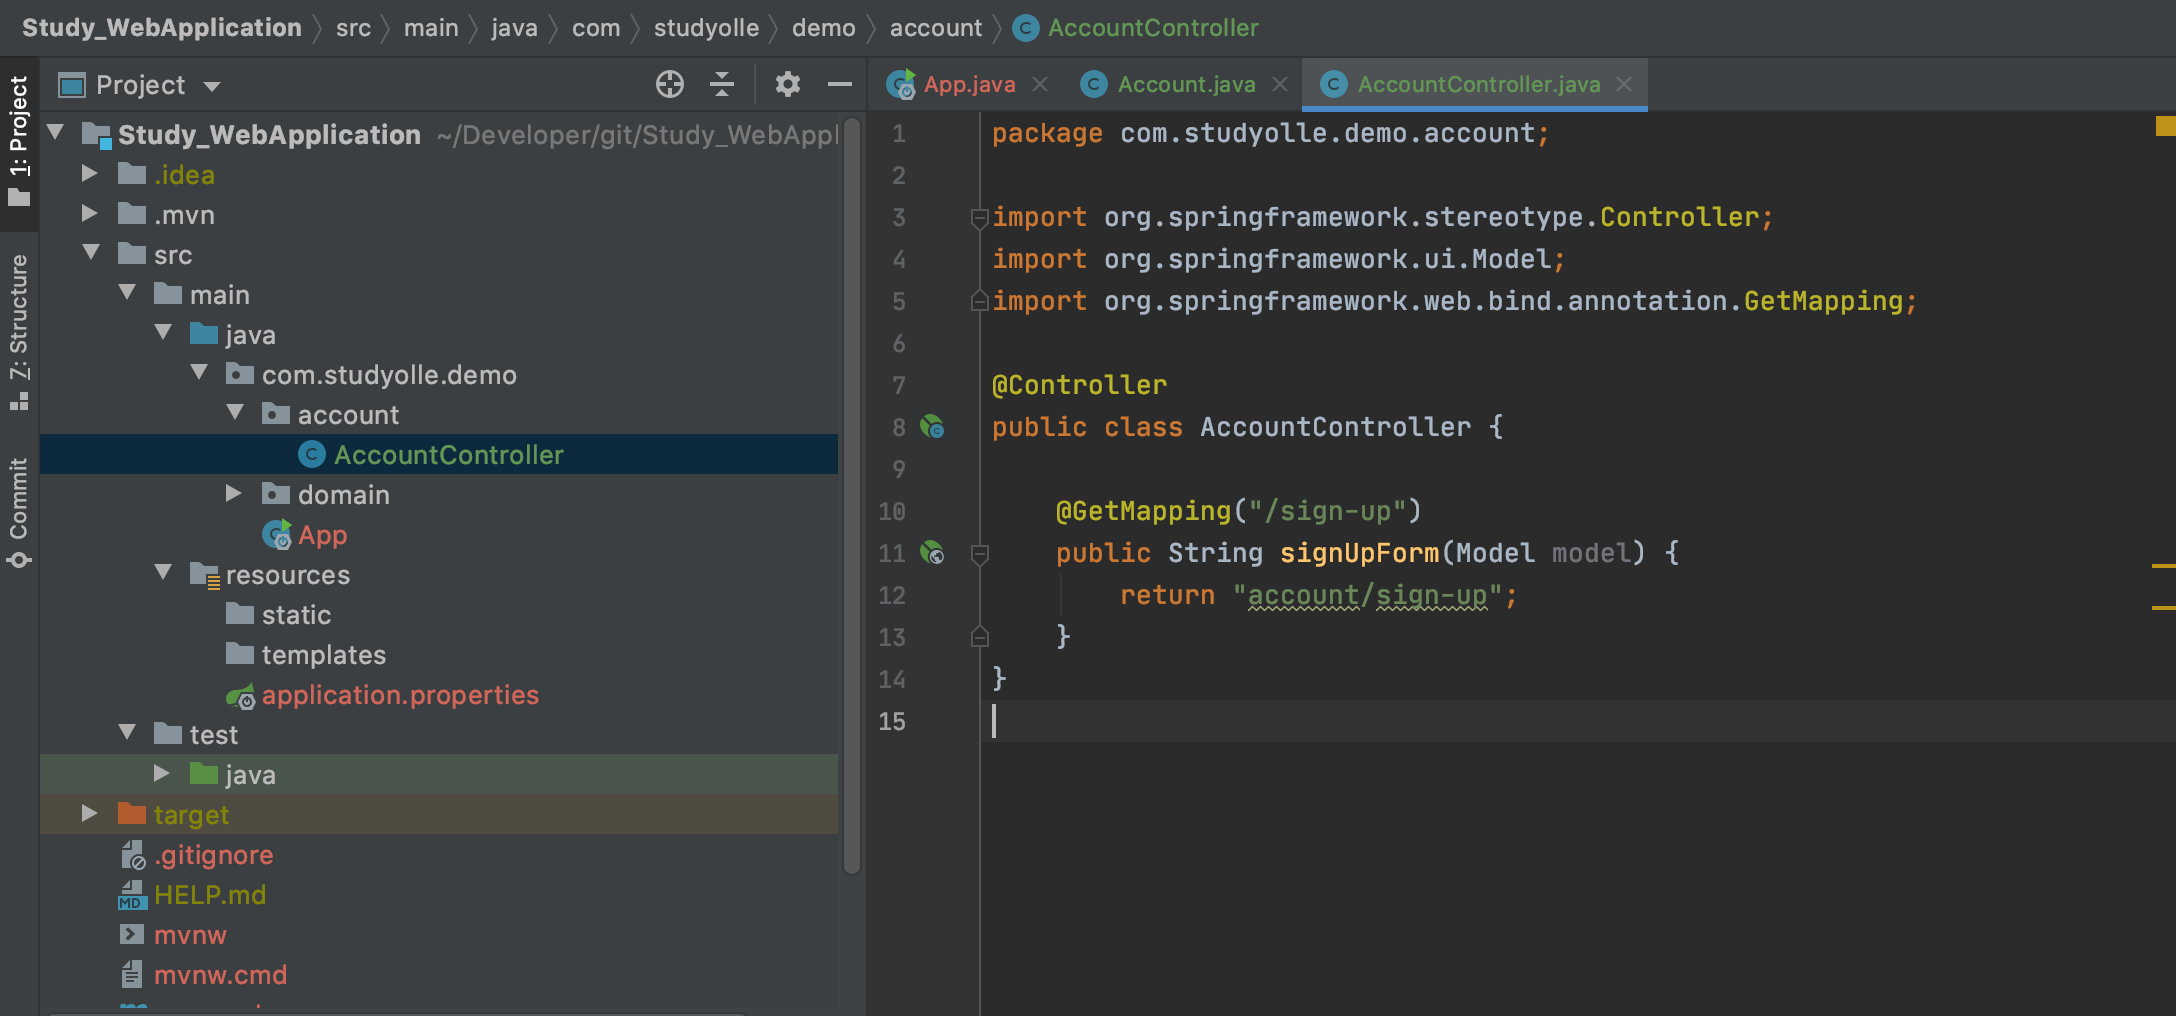 Study_WebApplication src main java com studyolle demo account AccountController
1: Project
7: Structure
Commit
Project
Study_WebApplication ~/Developer/git/Study_WebAppl
.idea
.mvn
src
main
java
com.studyolle.demo
account
AccountController
domain
App
resources
static
templates
application.properties
test
java
target
.gitignore
HELP.md
mvnw
mvnw.cmd
App.java Account.java AccountController.java
1 package com.studyolle.demo.account;
2
3 import org.springframework.stereotype.Controller;
4 import org.springframework.ui.Model;
5 import org.springframework.web.bind.annotation.GetMapping;
6
7 @Controller
8 public class AccountController {
9
10 @GetMapping("/sign-up")
11 public String signUpForm(Model model) {
12 return "account/sign-up";
13 }
14 }
15